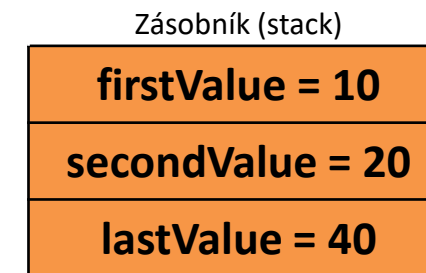 Zásobník (stack)
firstValue = 10
secondValue = 20
lastValue = 40